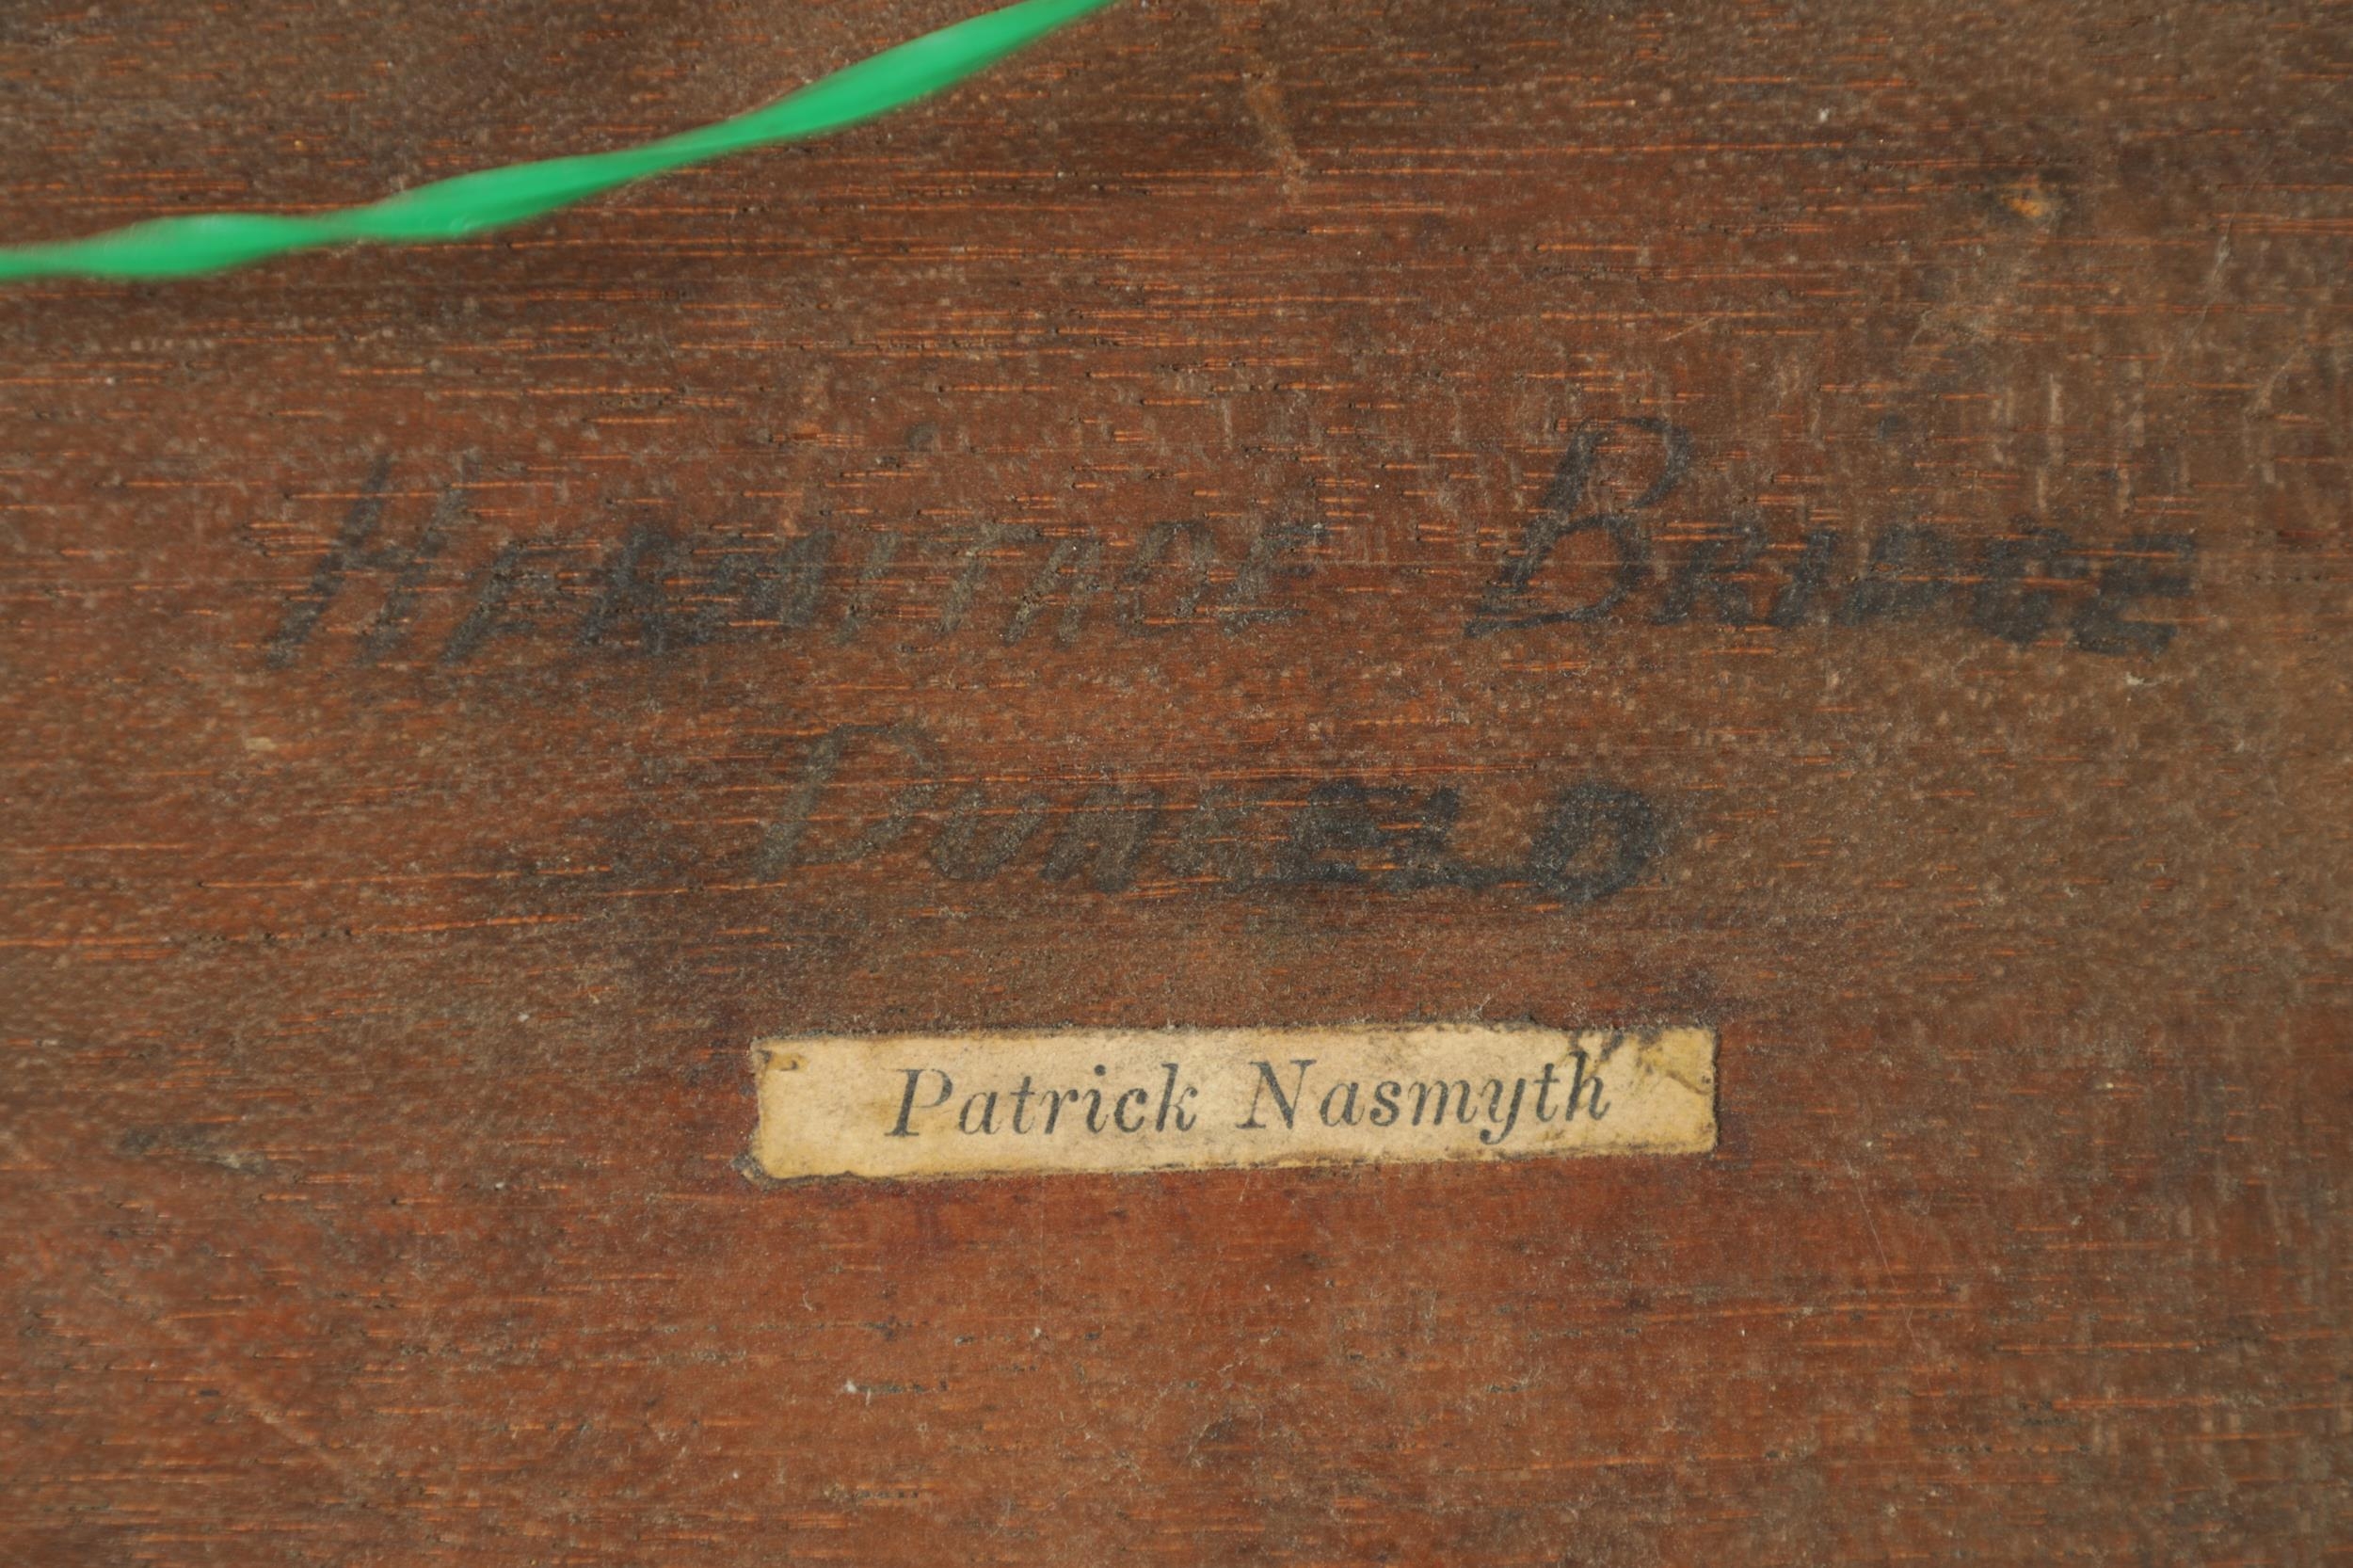 HERMITAGE BRIDGE
DUNKELD
Patrick Nasmyth